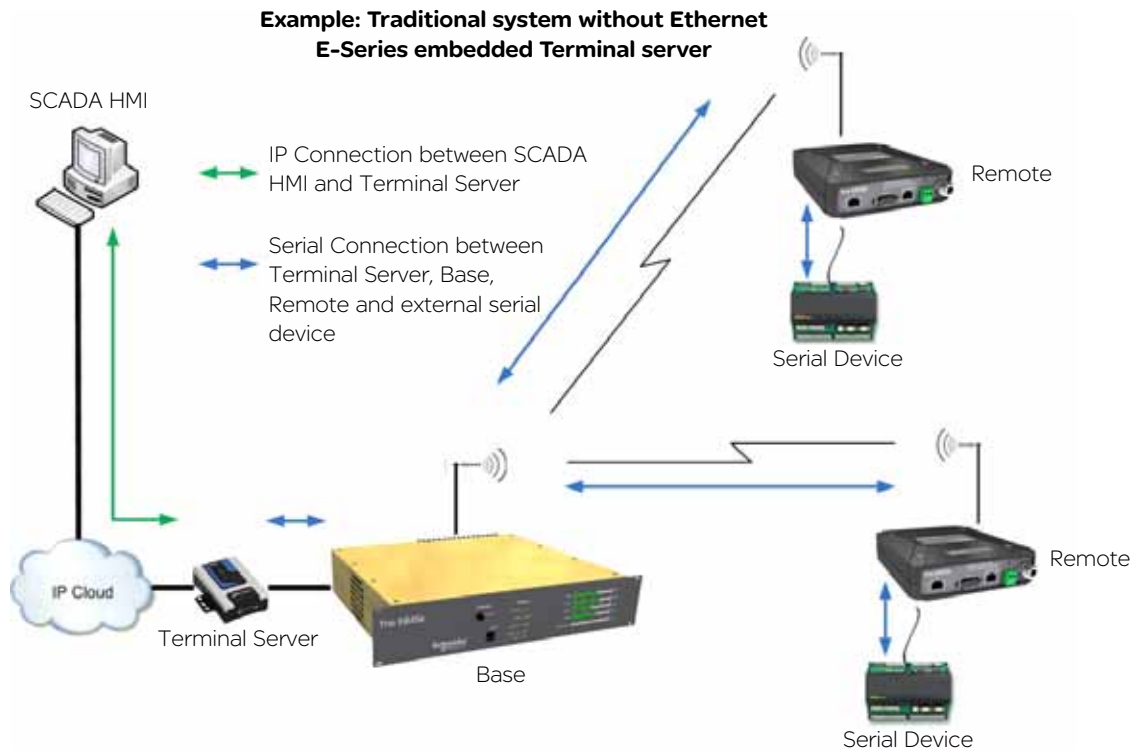 Example: Traditional system without Ethernet
E-Series embedded Terminal server
SCADA HMI
IP Connection between SCADA
HMI and Terminal Server
Serial Connection between
Terminal Server, Base,
Remote and external serial
device
Remote
Serial Device
IP Cloud
Terminal Server
Base
Remote
Serial Device